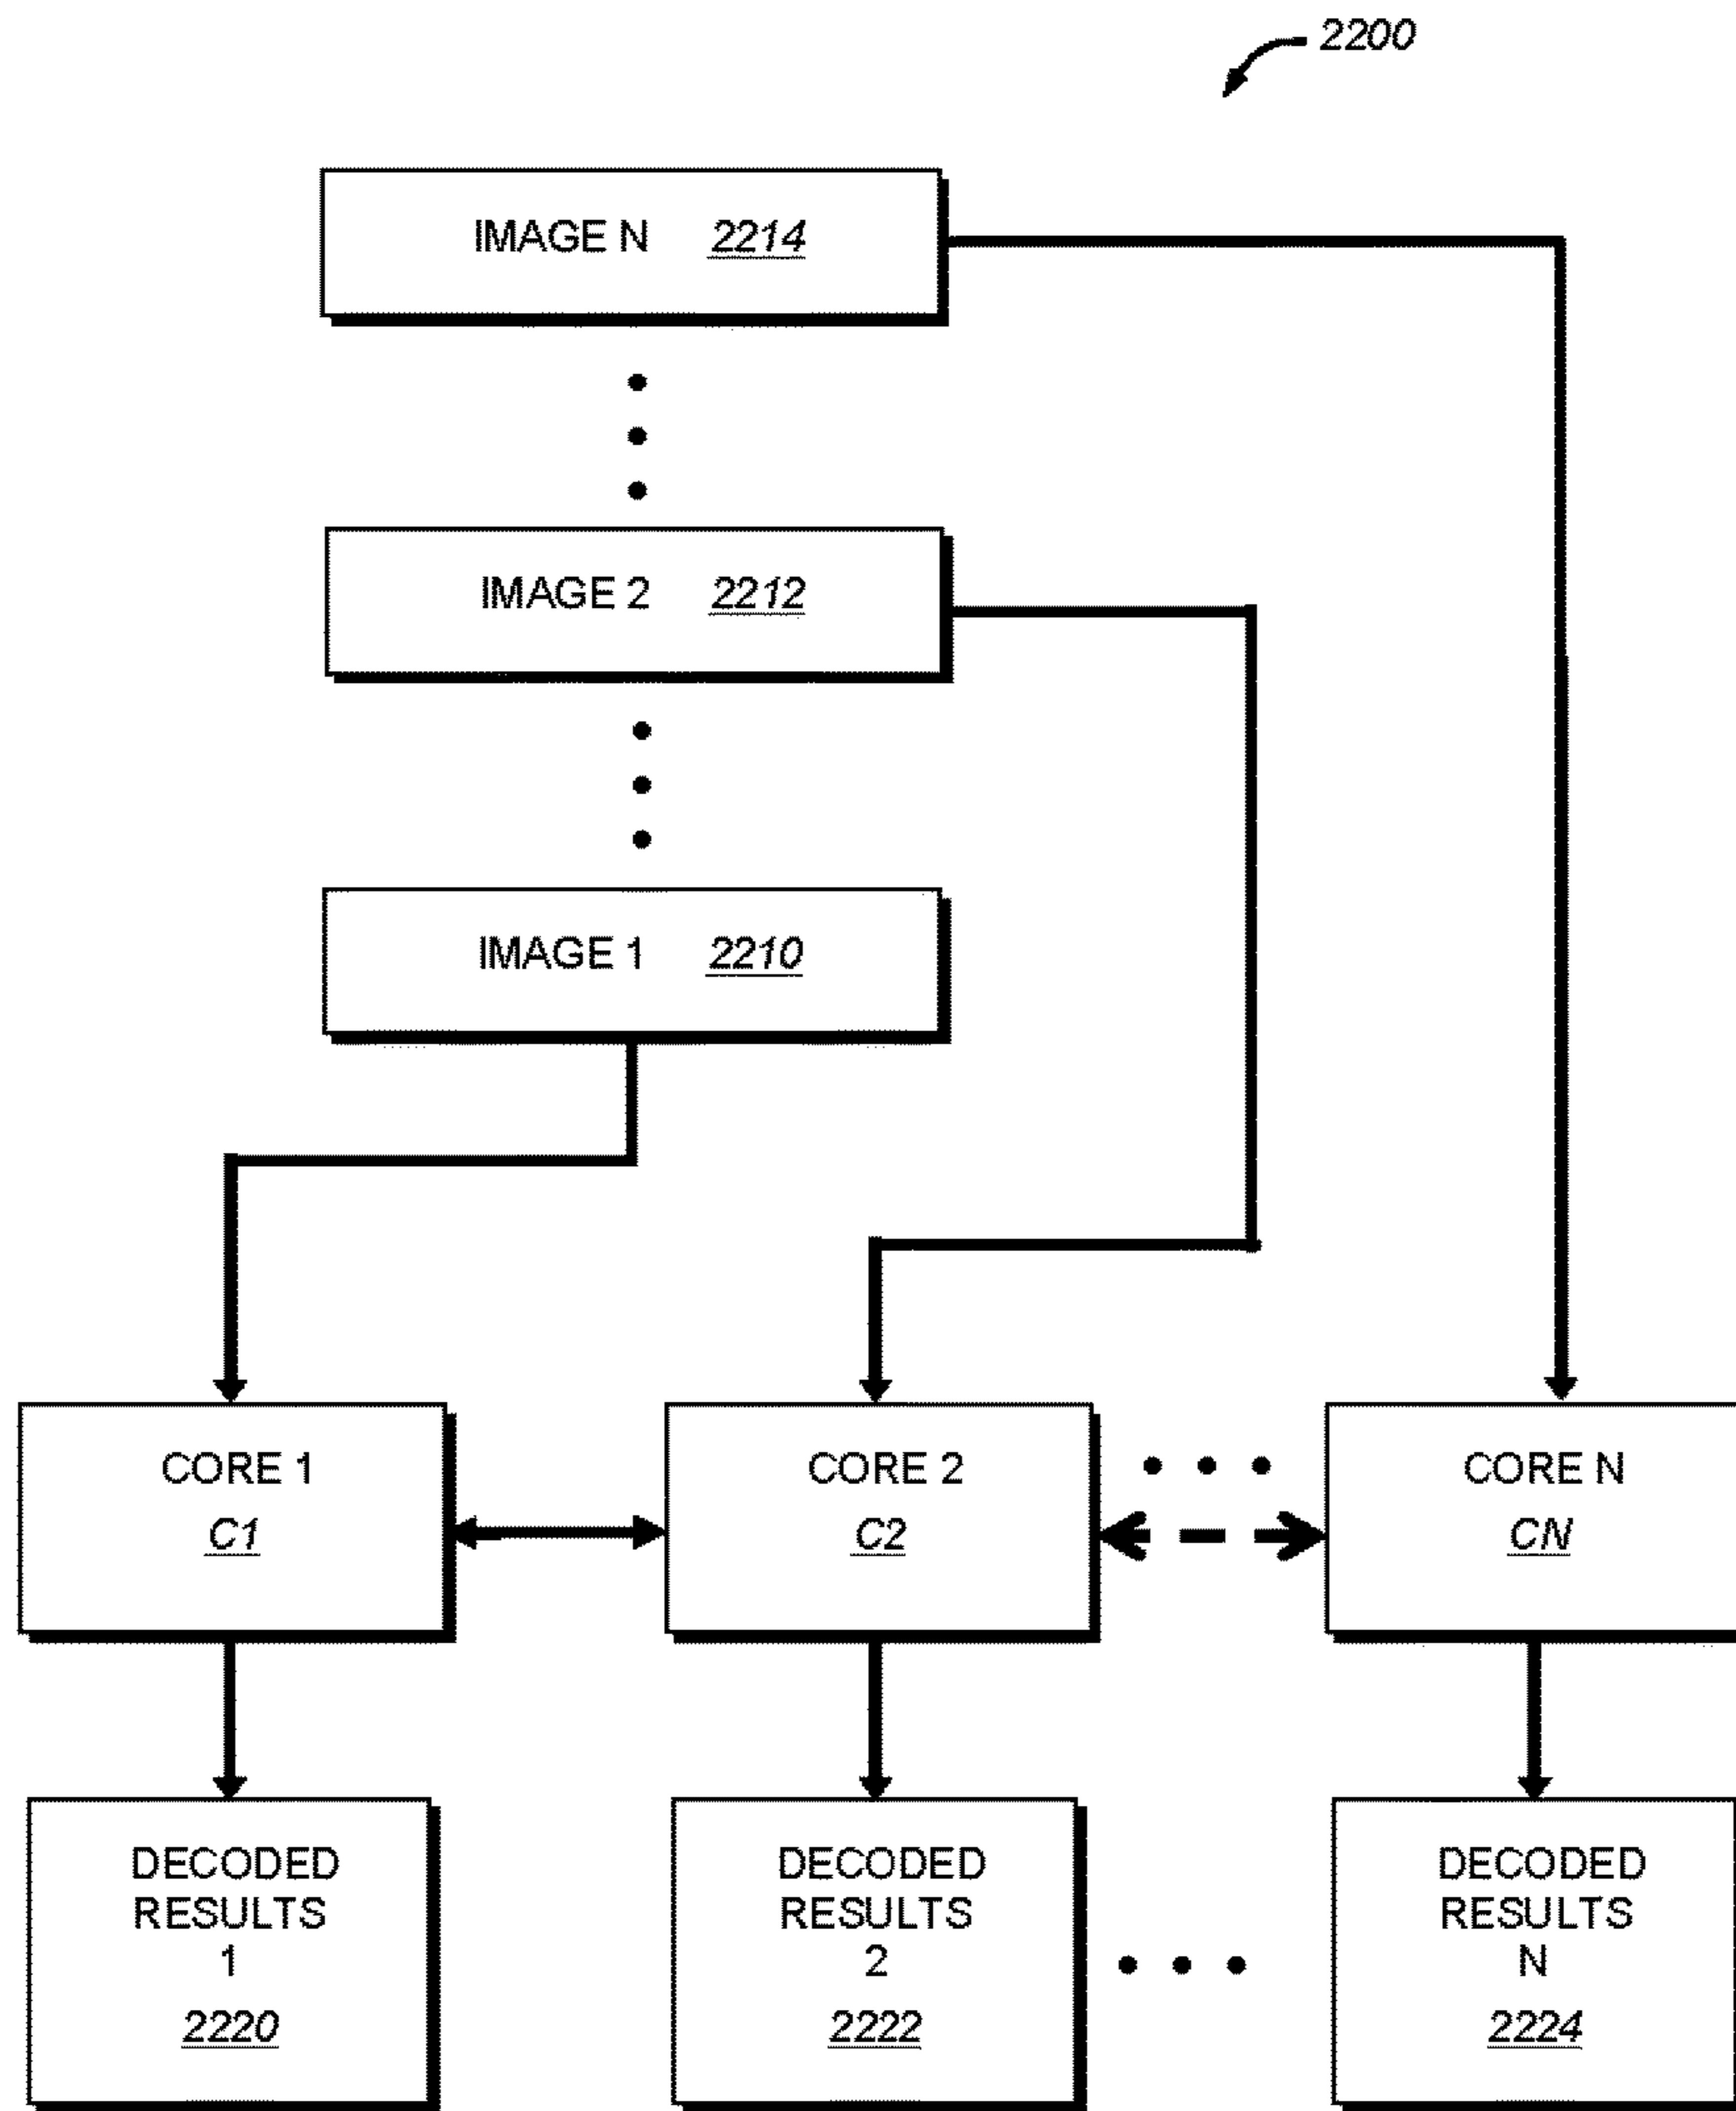 2200
IMAGE N 2214
IMAGE 2 2212
IMAGE 1 2210
CORE 1
C1
CORE 2
C2
CORE N
CN
DECODED
RESULTS
1
2220
DECODED
RESULTS
2
2222
DECODED
RESULTS
N
2224